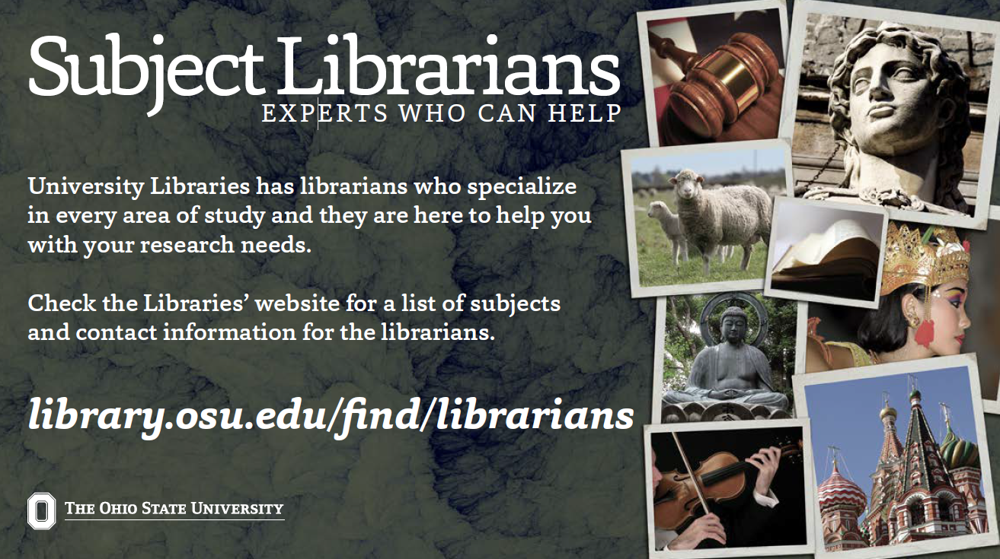 Subject Librarians
EXPERTS WHO CAN HELP
University Libraries has librarians who specialize
in every area of study and they are here to help you
with your research needs.
Check the Libraries’ website for a list of subjects
and contact information for the librarians.
library.osu.edu/find/librarians
THE OHIO STATE UNIVERSITY